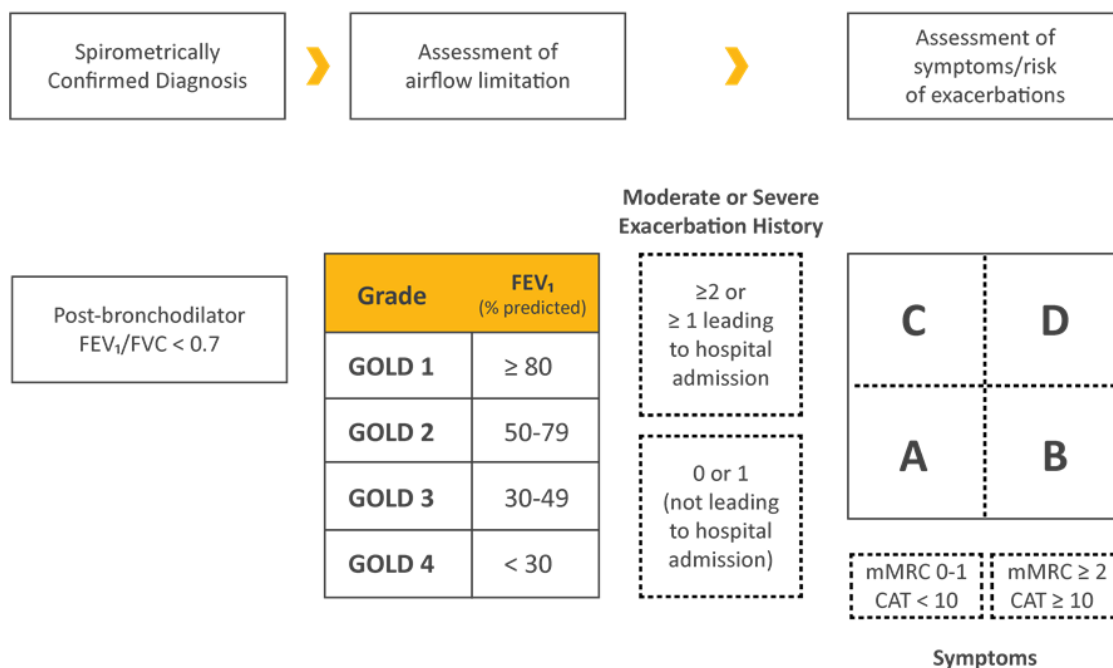 Spirometrically
Confirmed Diagnosis
Assessment of
airflow limitation
Assessment of
symptoms/risk
of exacerbations
Post-bronchodilator
FEV₁/FVC < 0.7
Grade
FEV₁
(% predicted)
GOLD 1
≥ 80
GOLD 2
50-79
GOLD 3
30-49
GOLD 4
< 30
Moderate or Severe
Exacerbation History
≥2 or
≥ 1 leading
to hospital
admission
0 or 1
(not leading
to hospital
admission)
C
D
A
B
mMRC 0-1
CAT < 10
mMRC ≥ 2
CAT ≥ 10
Symptoms